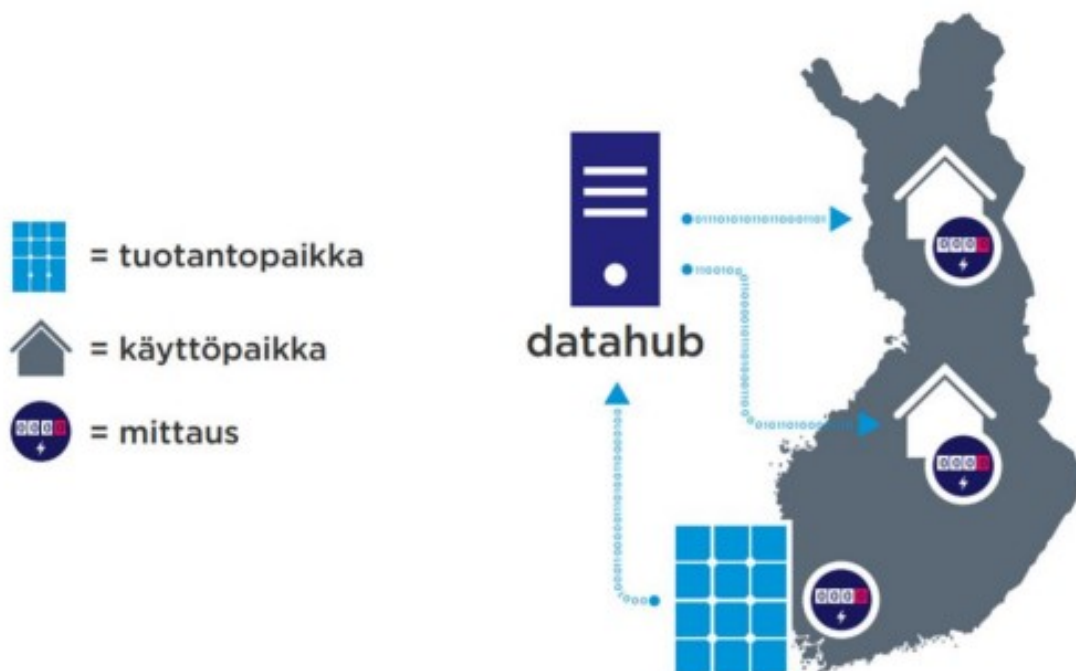 = tuotantopaikka
= käyttöpaikka
= mittaus
datahub